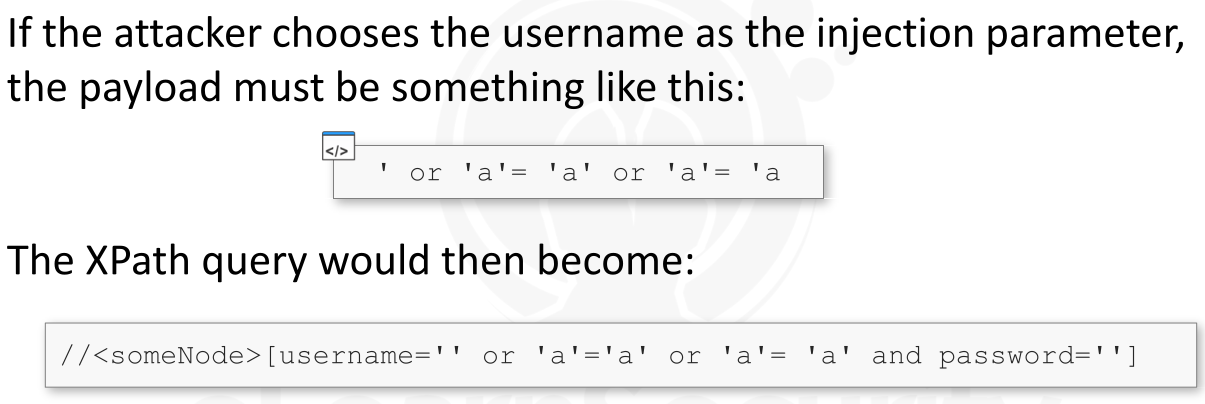 If the attacker chooses the username as the injection parameter,
the payload must be something like this:
</>
' or 'a'= 'a' or 'a'= 'a
The XPath query would then become:
//<someNode>[username='' or 'a'='a' or 'a'= 'a' and password='']